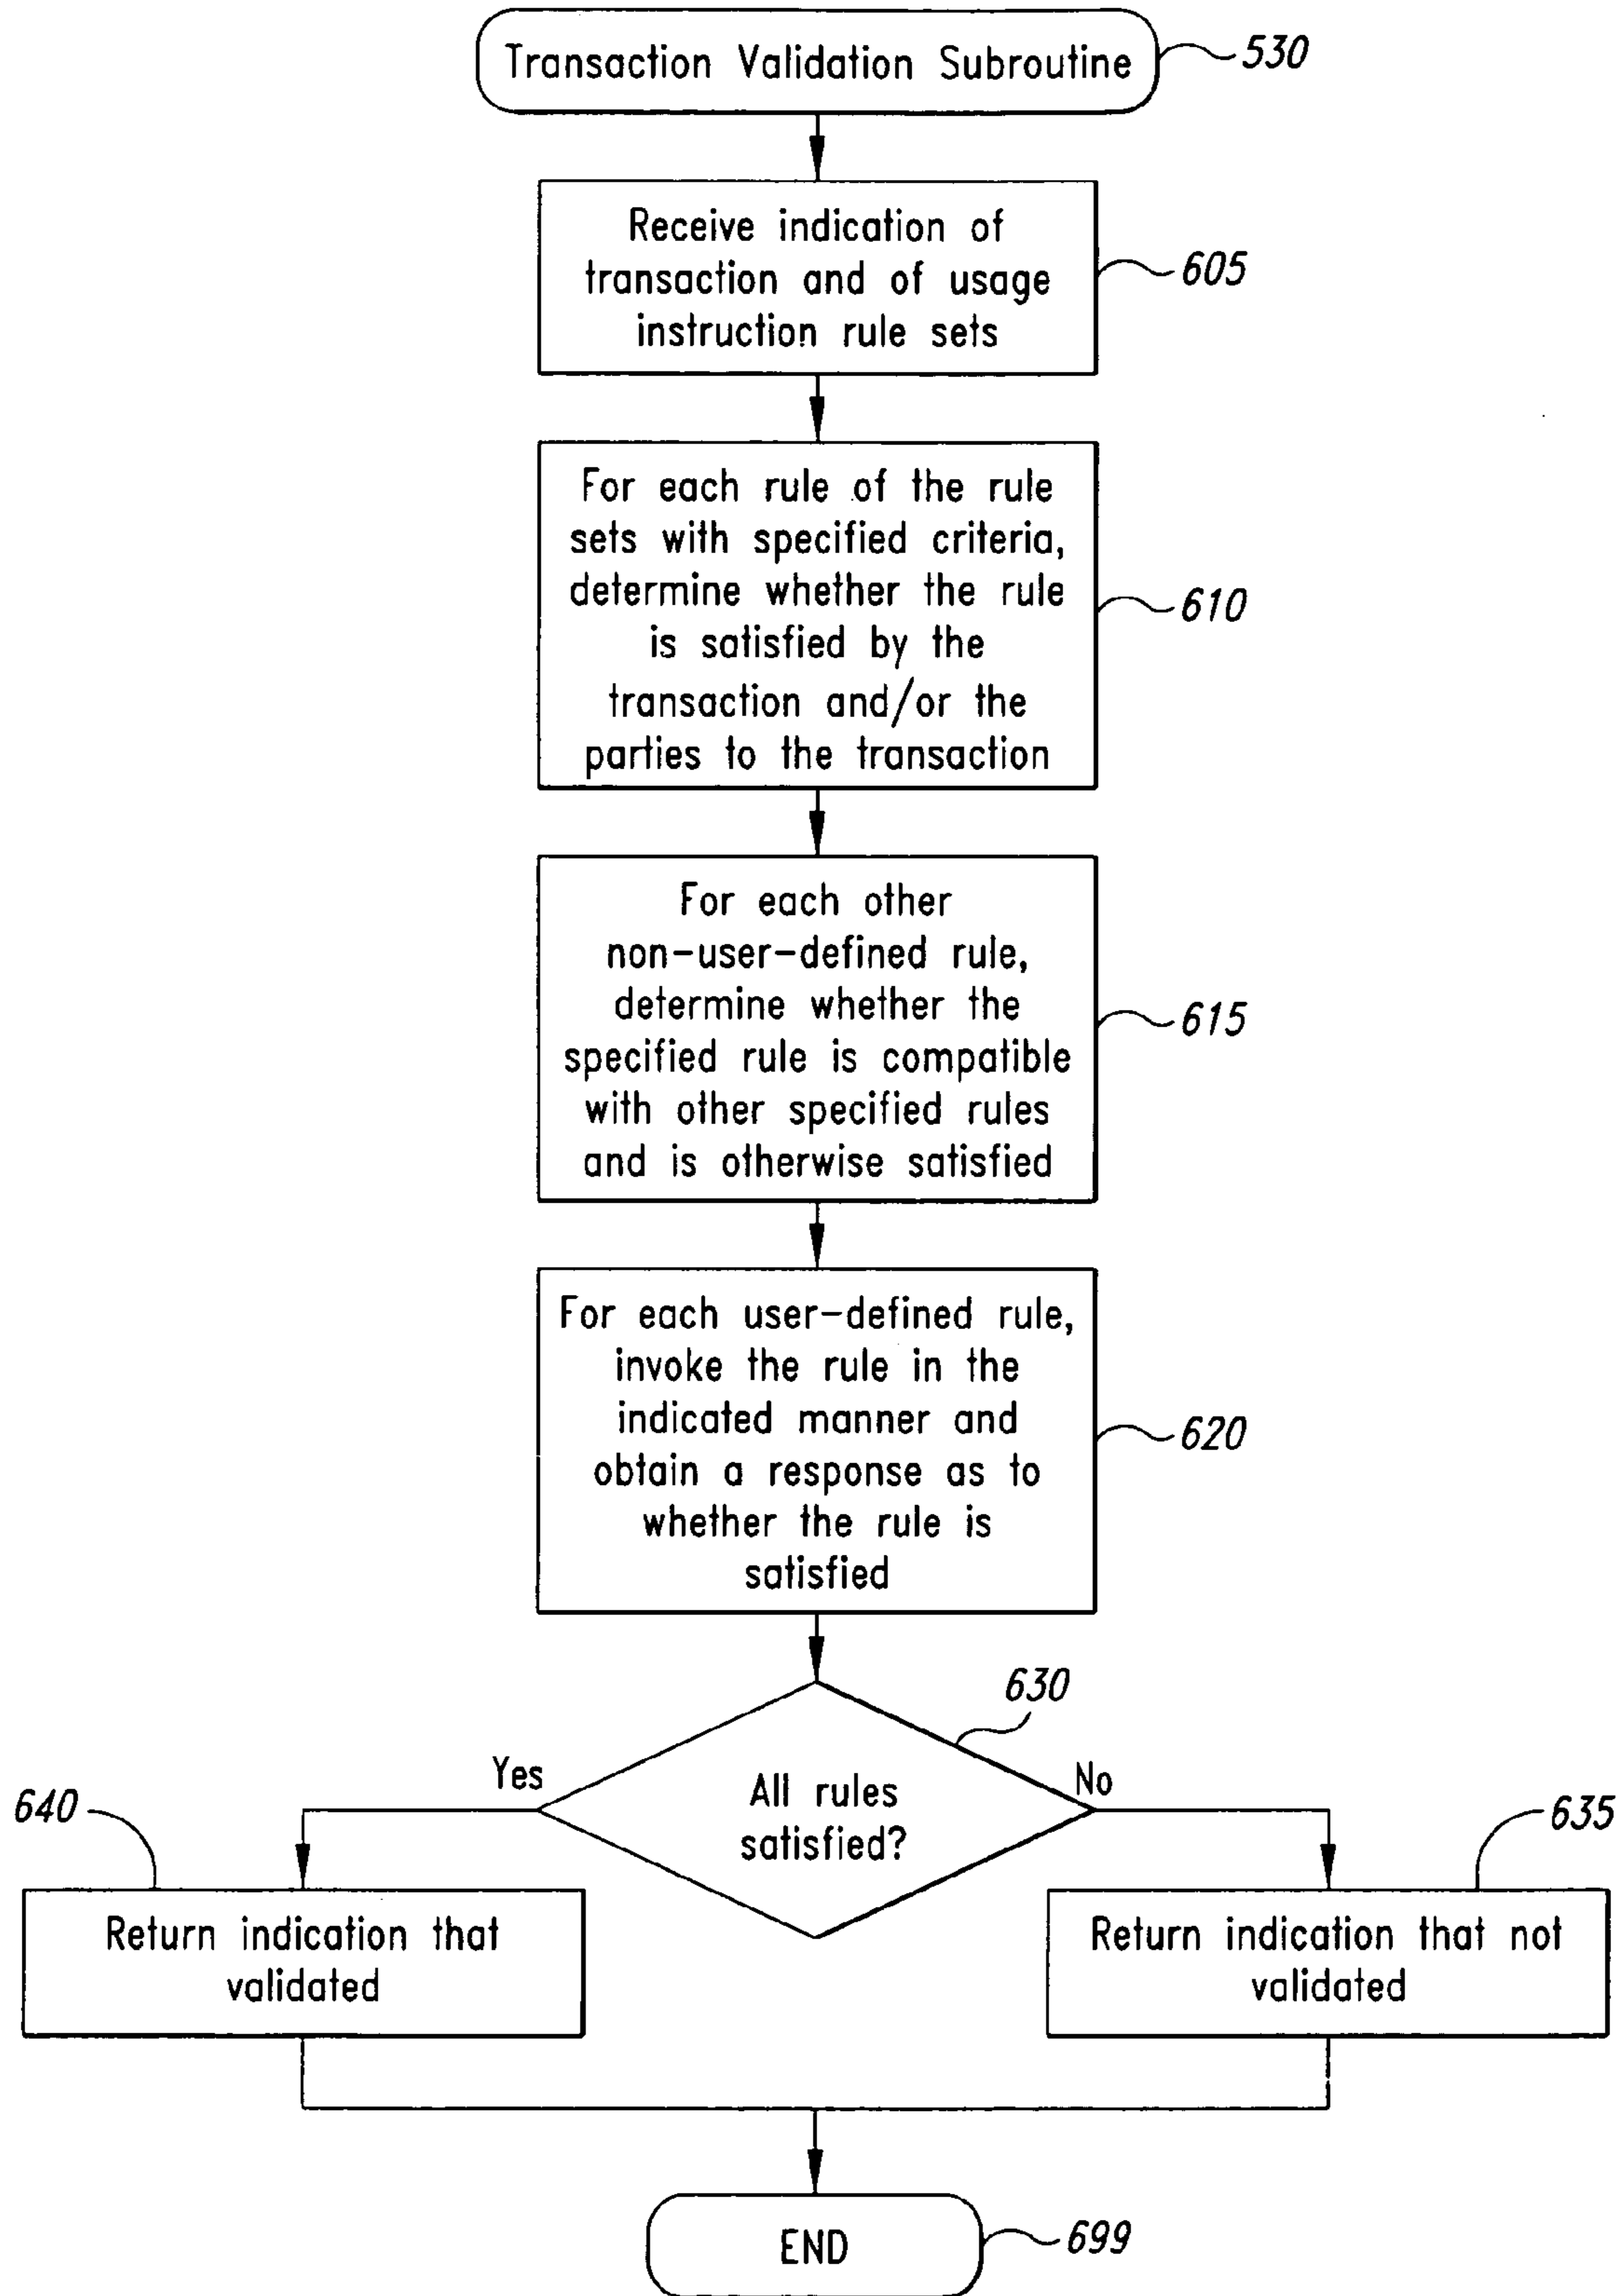 Transaction Validation Subroutine
530
Receive indication of
transaction and of usage
instruction rule sets
605
For each rule of the rule
sets with specified criteria,
determine whether the rule
is satisfied by the
transaction and/or the
parties to the transaction
610
For each other
non-user-defined rule,
determine whether the
specified rule is compatible
with other specified rules
and is otherwise satisfied
615
For each user-defined rule,
invoke the rule in the
indicated manner and
obtain a response as to
whether the rule is
satisfied
620
630
Yes
No
All rules
satisfied?
640
635
Return indication that
validated
Return indication that not
validated
END
699